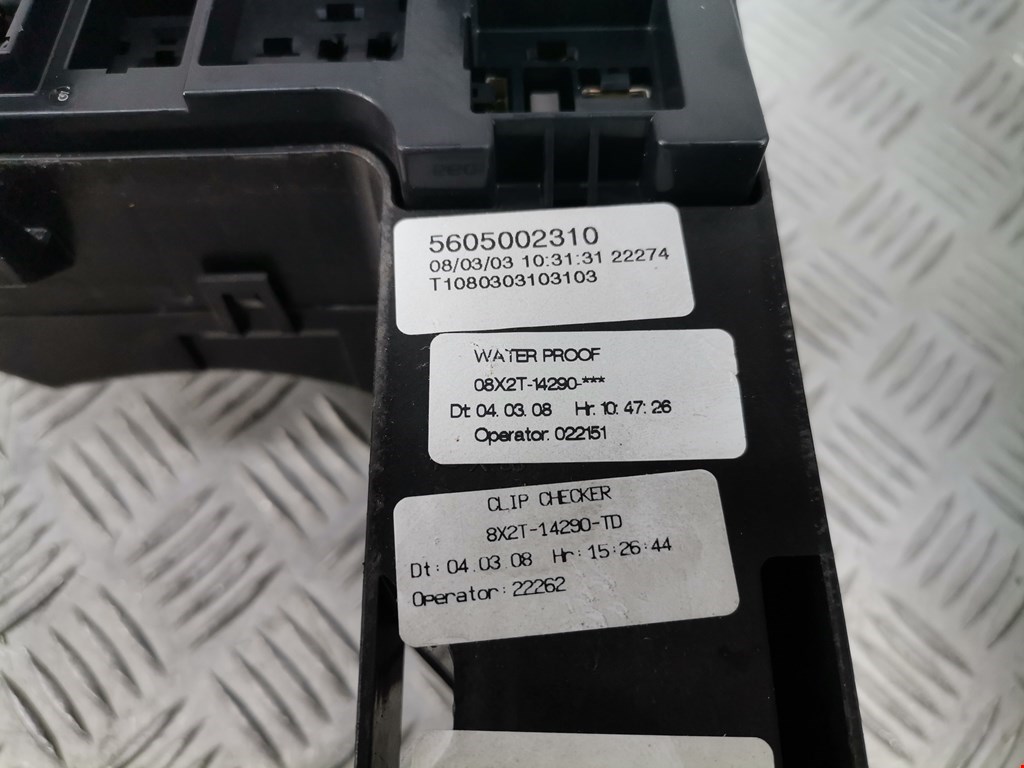 5605002310
08/03/03 10:31:31 22274
T1080303103103
WATER PROOF
08X2T-14290-***
Dt: 04. 03. 08 Hr: 10: 47: 26
Operator: 022151
CLIP CHECKER
8X2T-14290-TD
Dt: 04.03.08 Hr: 15:26:44
Operator: 22262